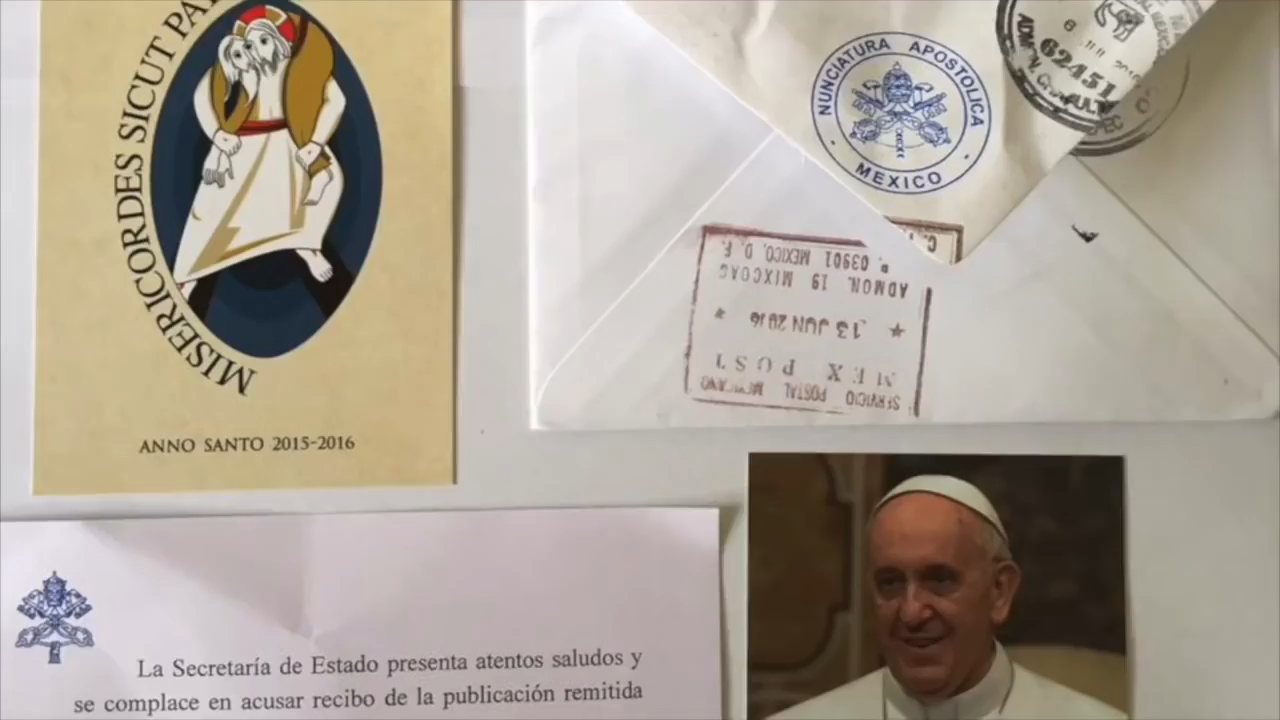 MISERICORDES SICUT PA
ANNO SANTO 2015-2016
NUNCIATURA APOSTOLICA
· MEXICO ·
6
62451
SERVICIO POSTAL MEXICANO
MEX POST
★ 13 JUN 2016 ★
ADMON. 19 MIXCOAC
P. 03901 MEXICO, D. F.
La Secretaría de Estado presenta atentos saludos y
se complace en acusar recibo de la publicación remitida